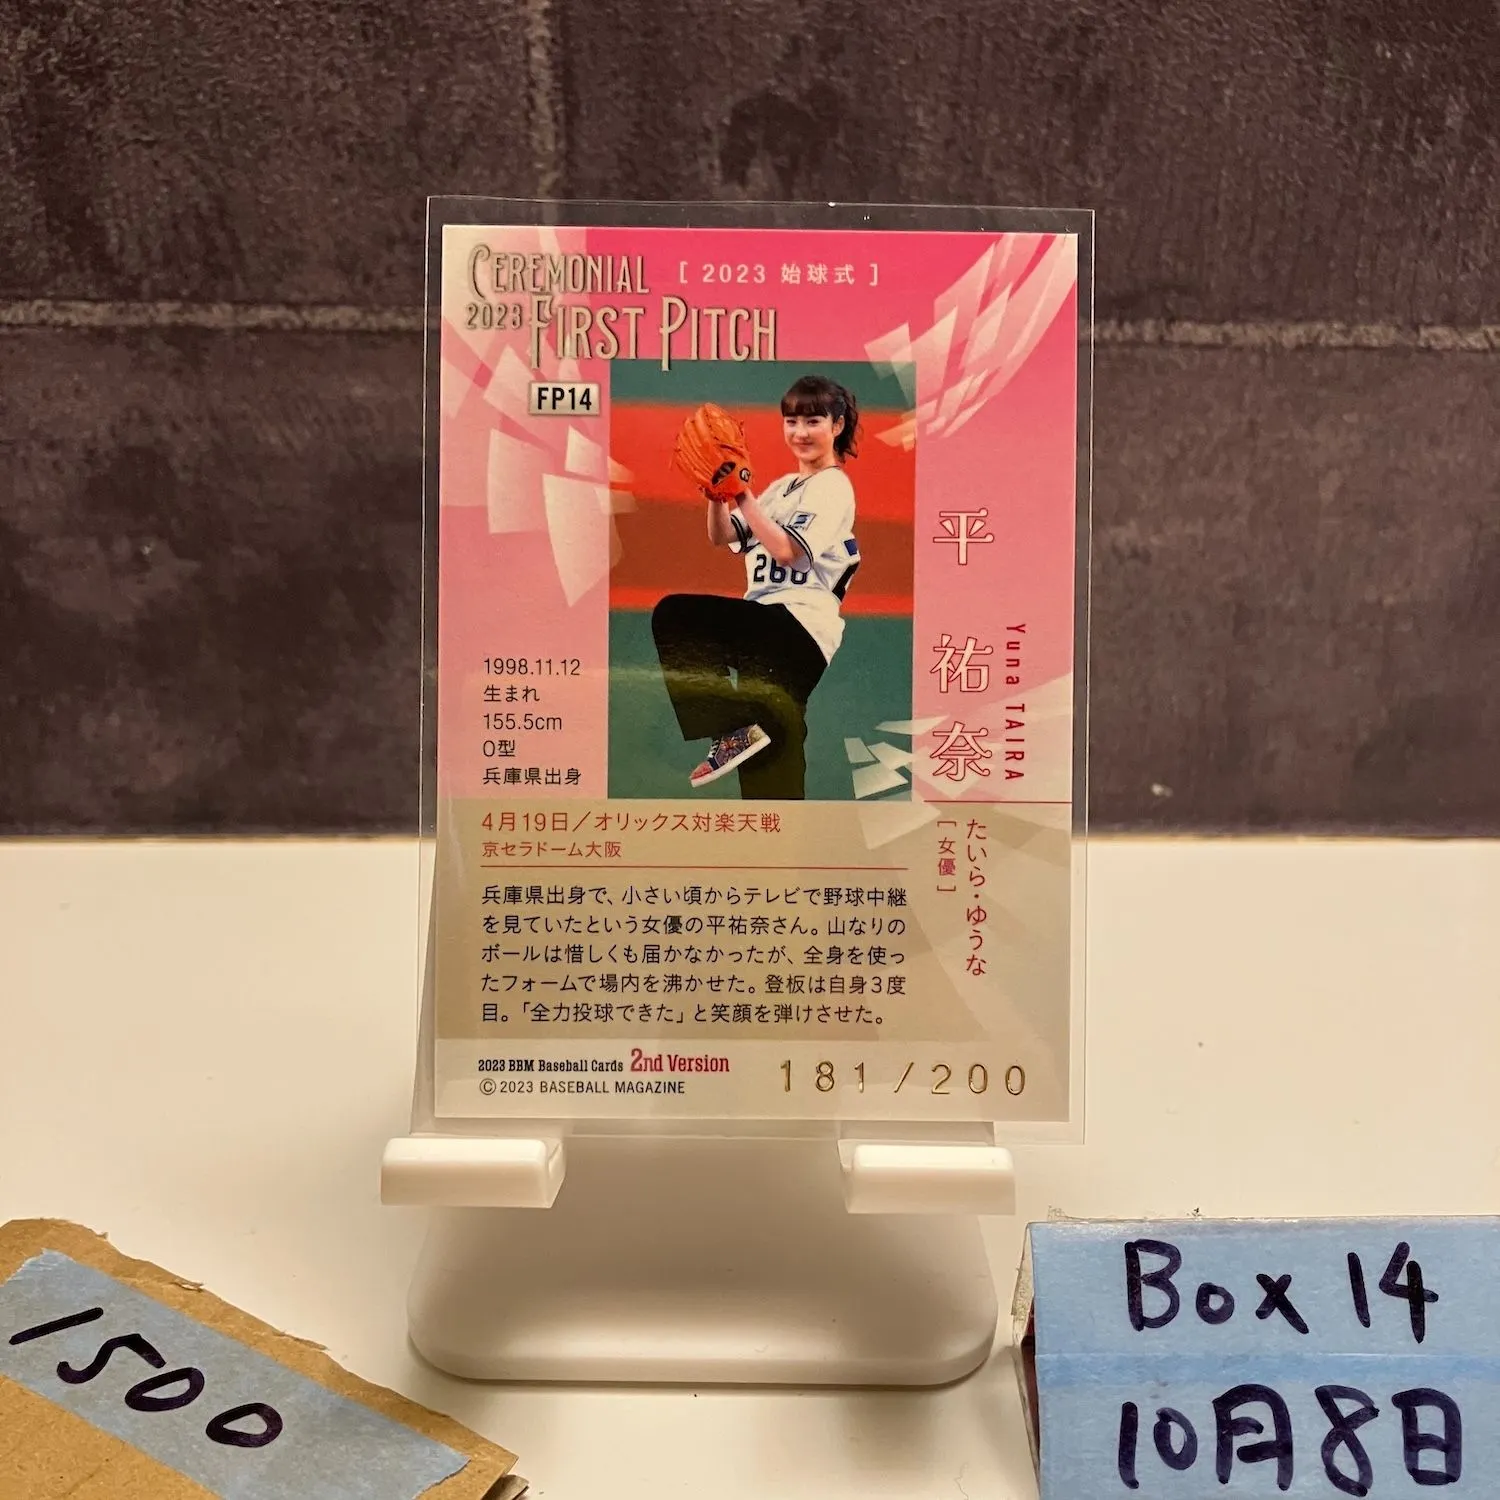 CEREMONIAL [ 2023 始球式 ]
2023 FIRST PITCH
FP14
260
平祐奈
Yuna TAIRA
たいら・ゆうな
[女優]
1998.11.12
生まれ
155.5cm
O型
兵庫県出身
4月19日／オリックス対楽天戦
京セラドーム大阪
兵庫県出身で、小さい頃からテレビで野球中継
を見ていたという女優の平祐奈さん。山なりの
ボールは惜しくも届かなかったが、全身を使っ
たフォームで場内を沸かせた。登板は自身3度
目。「全力投球できた」と笑顔を弾けさせた。
2023 BBM Baseball Cards 2nd Version
©2023 BASEBALL MAGAZINE
181/200
1500
Box 14
10月8日